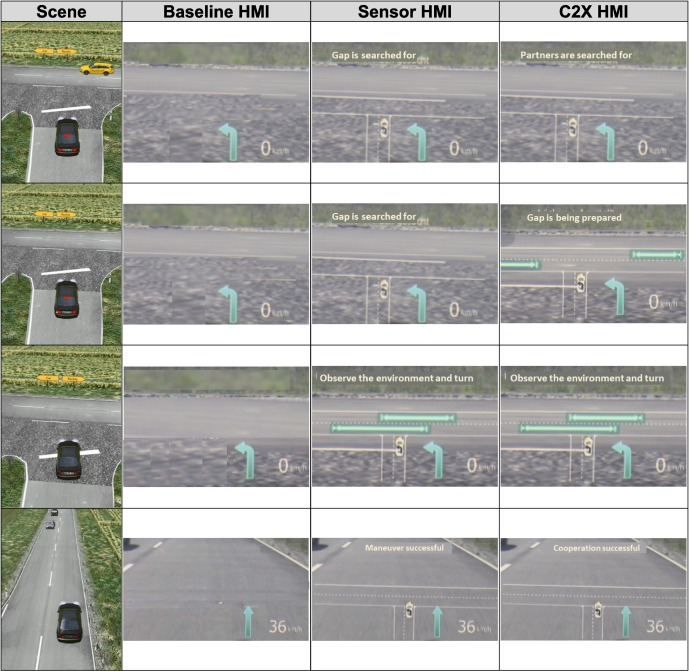 Scene Baseline HMI Sensor HMI C2X HMI
Gap is searched for Partners are searched for
0 km/h 0 km/h 0 km/h
Gap is searched for Gap is being prepared
0 km/h 0 km/h 0 km/h
Observe the environment and turn Observe the environment and turn
0 km/h 0 km/h 0 km/h
Maneuver successful Cooperation successful
36 km/h 36 km/h 36 km/h